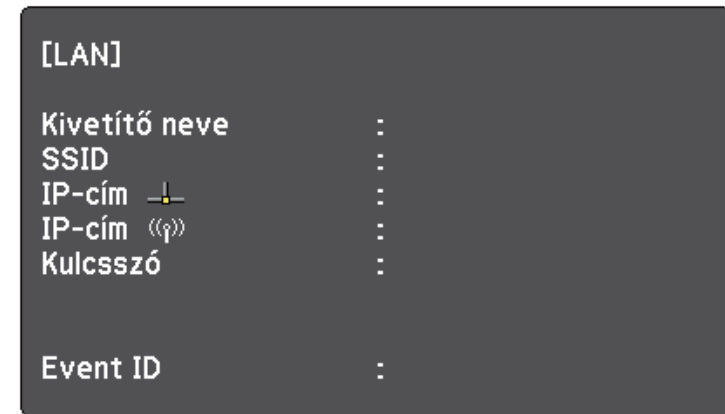 [LAN]
Kivetítő neve :
SSID :
IP-cím :
IP-cím :
Kulcsszó :
Event ID :